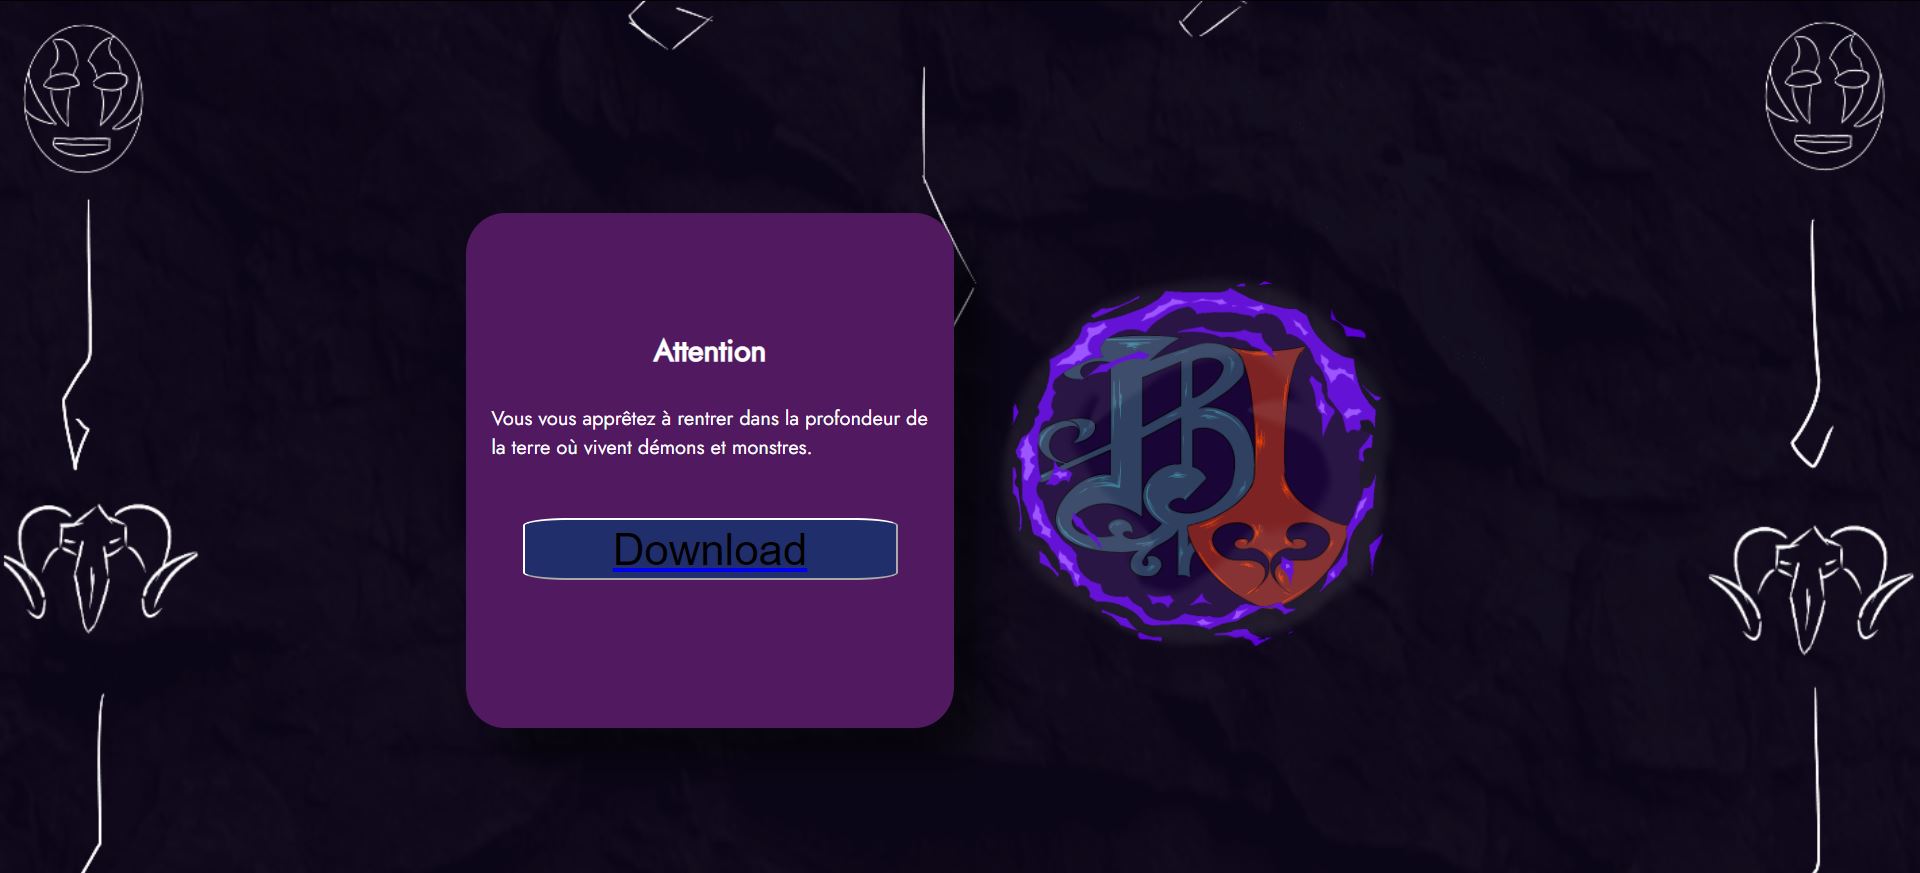 Attention
Vous vous apprêtez à rentrer dans la profondeur de
la terre où vivent démons et monstres.
Download